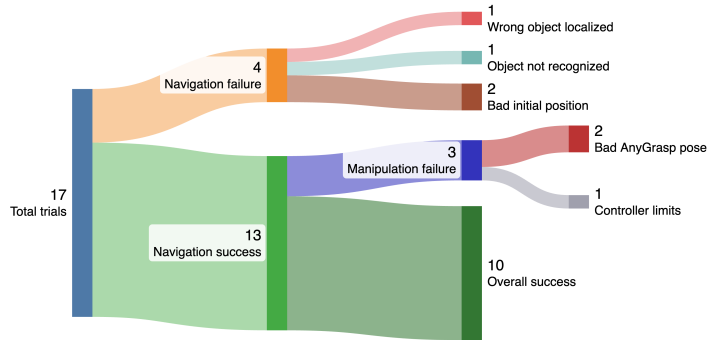 17
Total trials
4
Navigation failure
13
Navigation success
1
Wrong object localized
1
Object not recognized
2
Bad initial position
3
Manipulation failure
10
Overall success
2
Bad AnyGrasp pose
1
Controller limits